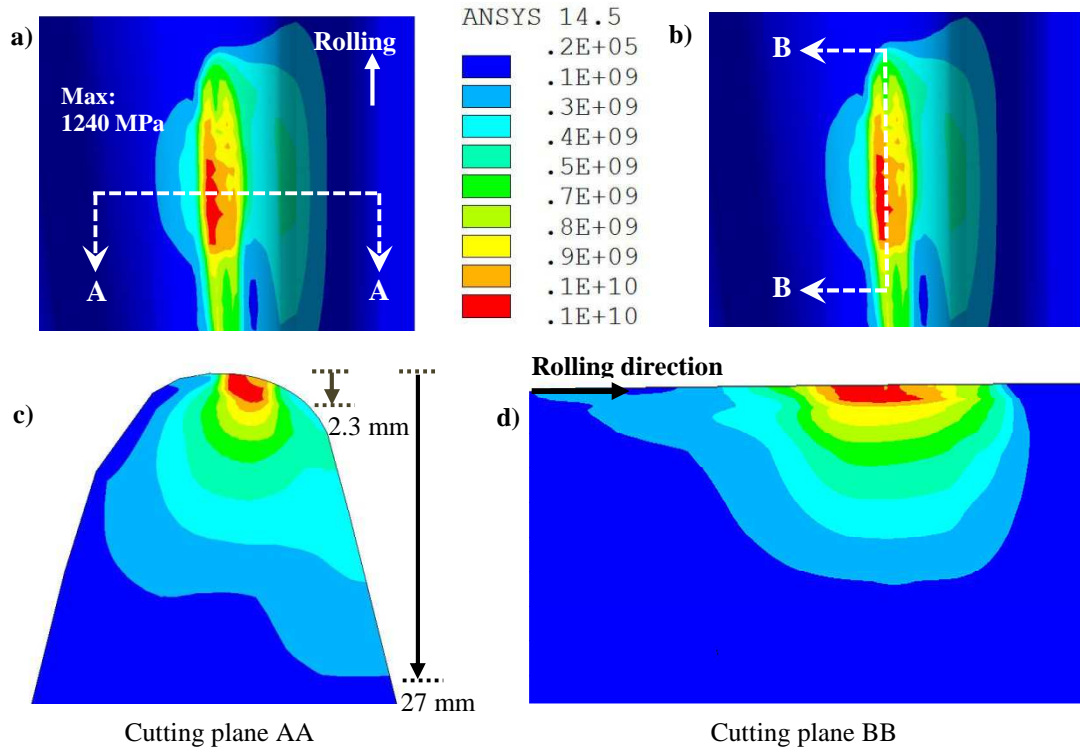 a)
Rolling
Max:
1240 MPa
A
A
ANSYS 14.5
.2E+05
.1E+09
.3E+09
.4E+09
.5E+09
.7E+09
.8E+09
.9E+09
.1E+10
.1E+10
b)
B
B
c)
2.3 mm
27 mm
Cutting plane AA
Rolling direction
d)
Cutting plane BB